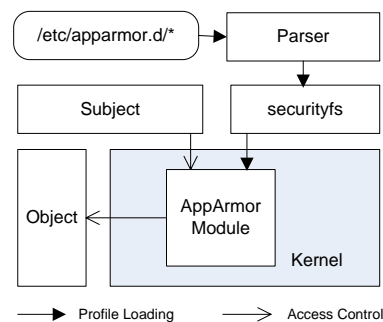 /etc/apparmor.d/*
Parser
Subject
securityfs
Object
AppArmor
Module
Kernel
Profile Loading
Access Control